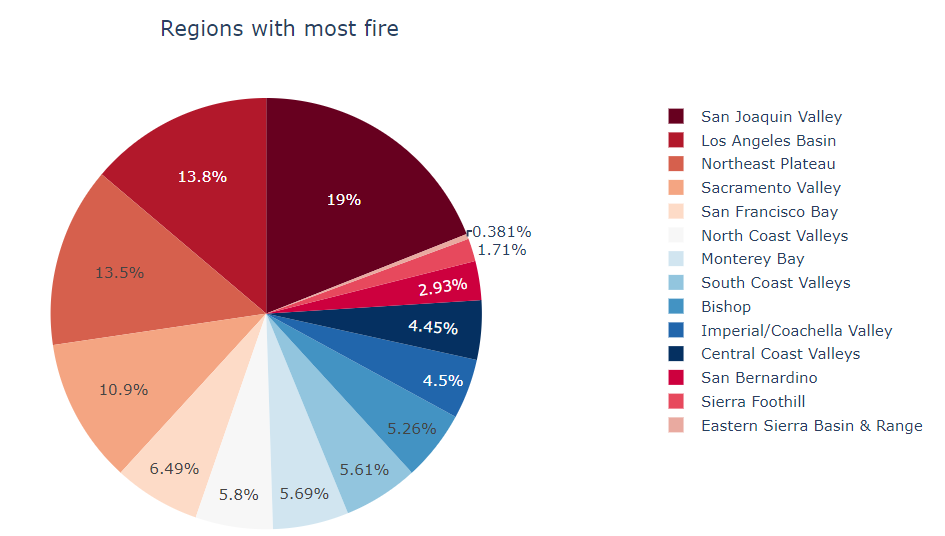 Regions with most fire
19%
13.8%
13.5%
10.9%
6.49%
5.8%
5.69%
5.61%
5.26%
4.5%
4.45%
2.93%
1.71%
0.381%
San Joaquin Valley
Los Angeles Basin
Northeast Plateau
Sacramento Valley
San Francisco Bay
North Coast Valleys
Monterey Bay
South Coast Valleys
Bishop
Imperial/Coachella Valley
Central Coast Valleys
San Bernardino
Sierra Foothill
Eastern Sierra Basin & Range